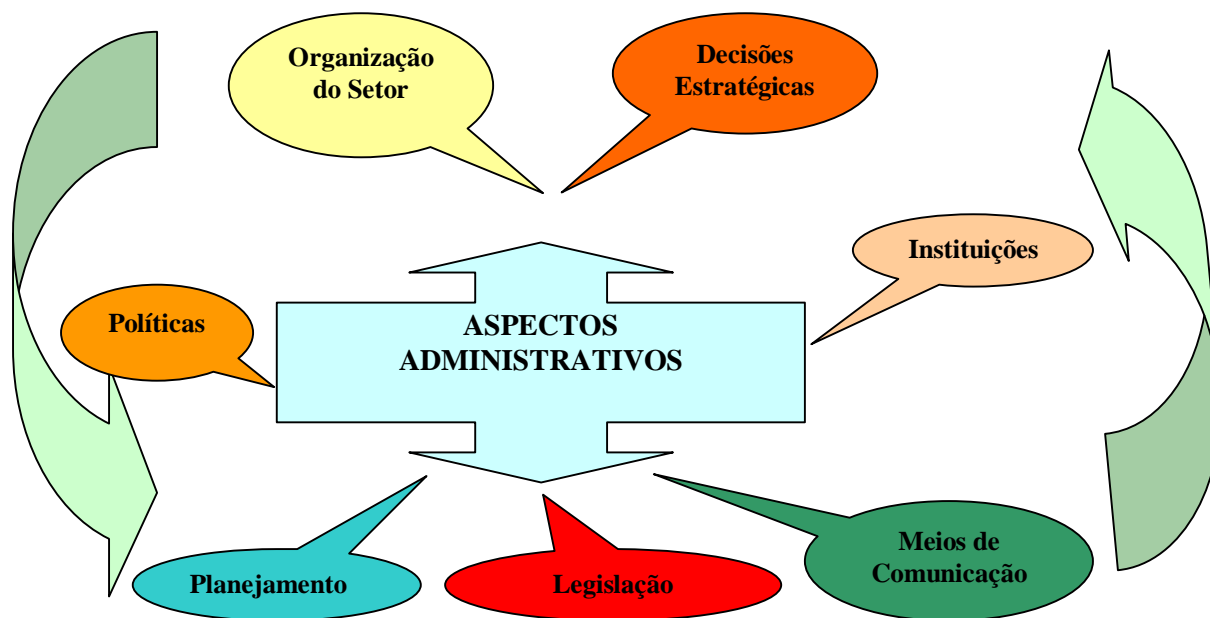 Organização
do Setor
Decisões
Estratégicas
Instituições
Políticas
ASPECTOS
ADMINISTRATIVOS
Planejamento
Legislação
Meios de
Comunicação